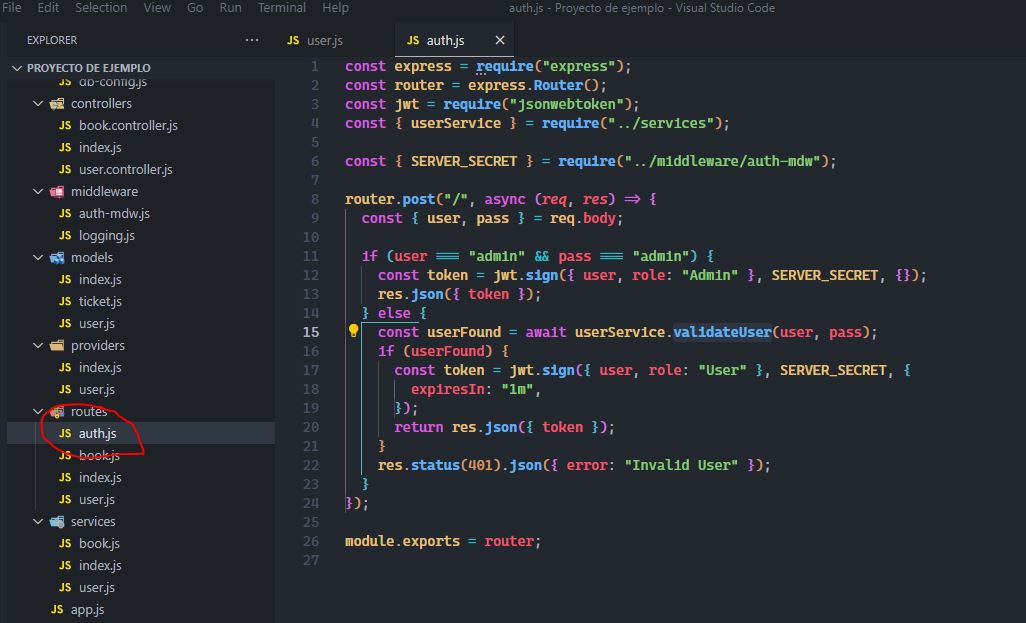 File Edit Selection View Go Run Terminal Help auth.js - Proyecto de ejemplo - Visual Studio Code
EXPLORER ...
PROYECTO DE EJEMPLO
JS db-config.js
controllers
JS book.controller.js
JS index.js
JS user.controller.js
middleware
JS auth-mdw.js
JS logging.js
models
JS index.js
JS ticket.js
JS user.js
providers
JS index.js
JS user.js
routes
JS auth.js
JS book.js
JS index.js
JS user.js
services
JS book.js
JS index.js
JS user.js
JS app.js
JS user.js JS auth.js
1 const express = require("express");
2 const router = express.Router();
3 const jwt = require("jsonwebtoken");
4 const { userService } = require("../services");
5
6 const { SERVER_SECRET } = require("../middleware/auth-mdw");
7
8 router.post("/", async (req, res) => {
9 const { user, pass } = req.body;
10
11 if (user === "admin" && pass === "admin") {
12 const token = jwt.sign({ user, role: "Admin" }, SERVER_SECRET, {});
13 res.json({ token });
14 } else {
15 const userFound = await userService.validateUser(user, pass);
16 if (userFound) {
17 const token = jwt.sign({ user, role: "User" }, SERVER_SECRET, {
18 expiresIn: "1m",
19 });
20 return res.json({ token });
21 }
22 res.status(401).json({ error: "Invalid User" });
23 }
24 });
25
26 module.exports = router;
27